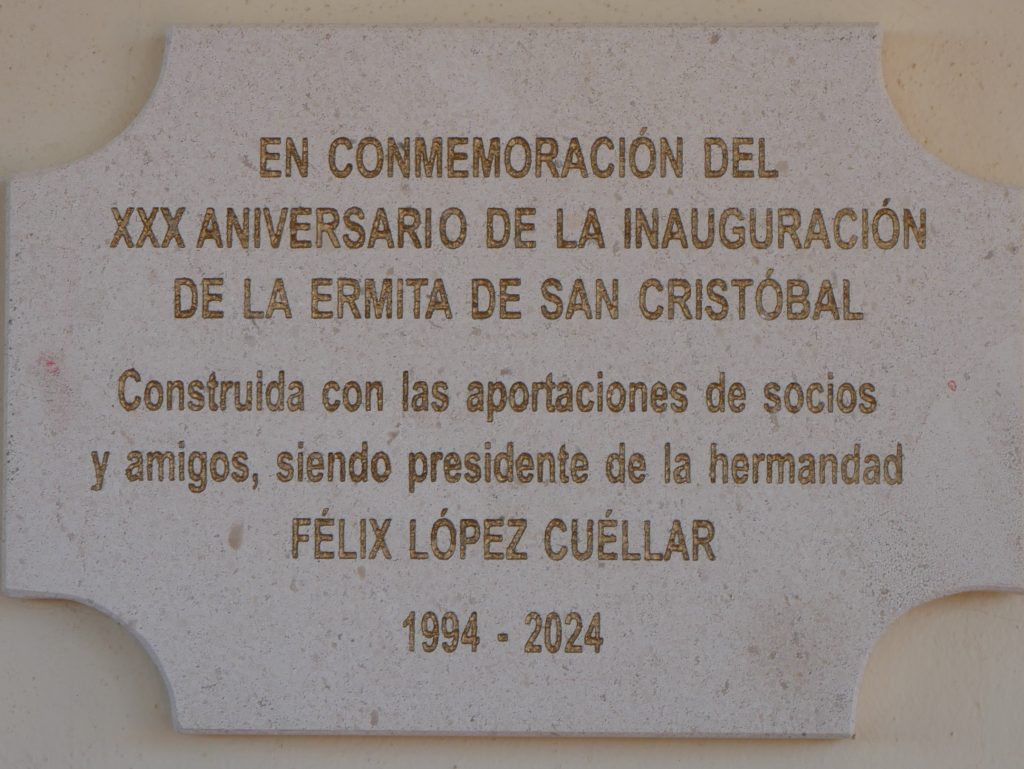 EN CONMEMORACIÓN DEL
XXX ANIVERSARIO DE LA INAUGURACIÓN
DE LA ERMITA DE SAN CRISTÓBAL
Construida con las aportaciones de socios
y amigos, siendo presidente de la hermandad
FÉLIX LÓPEZ CUÉLLAR
1994 - 2024